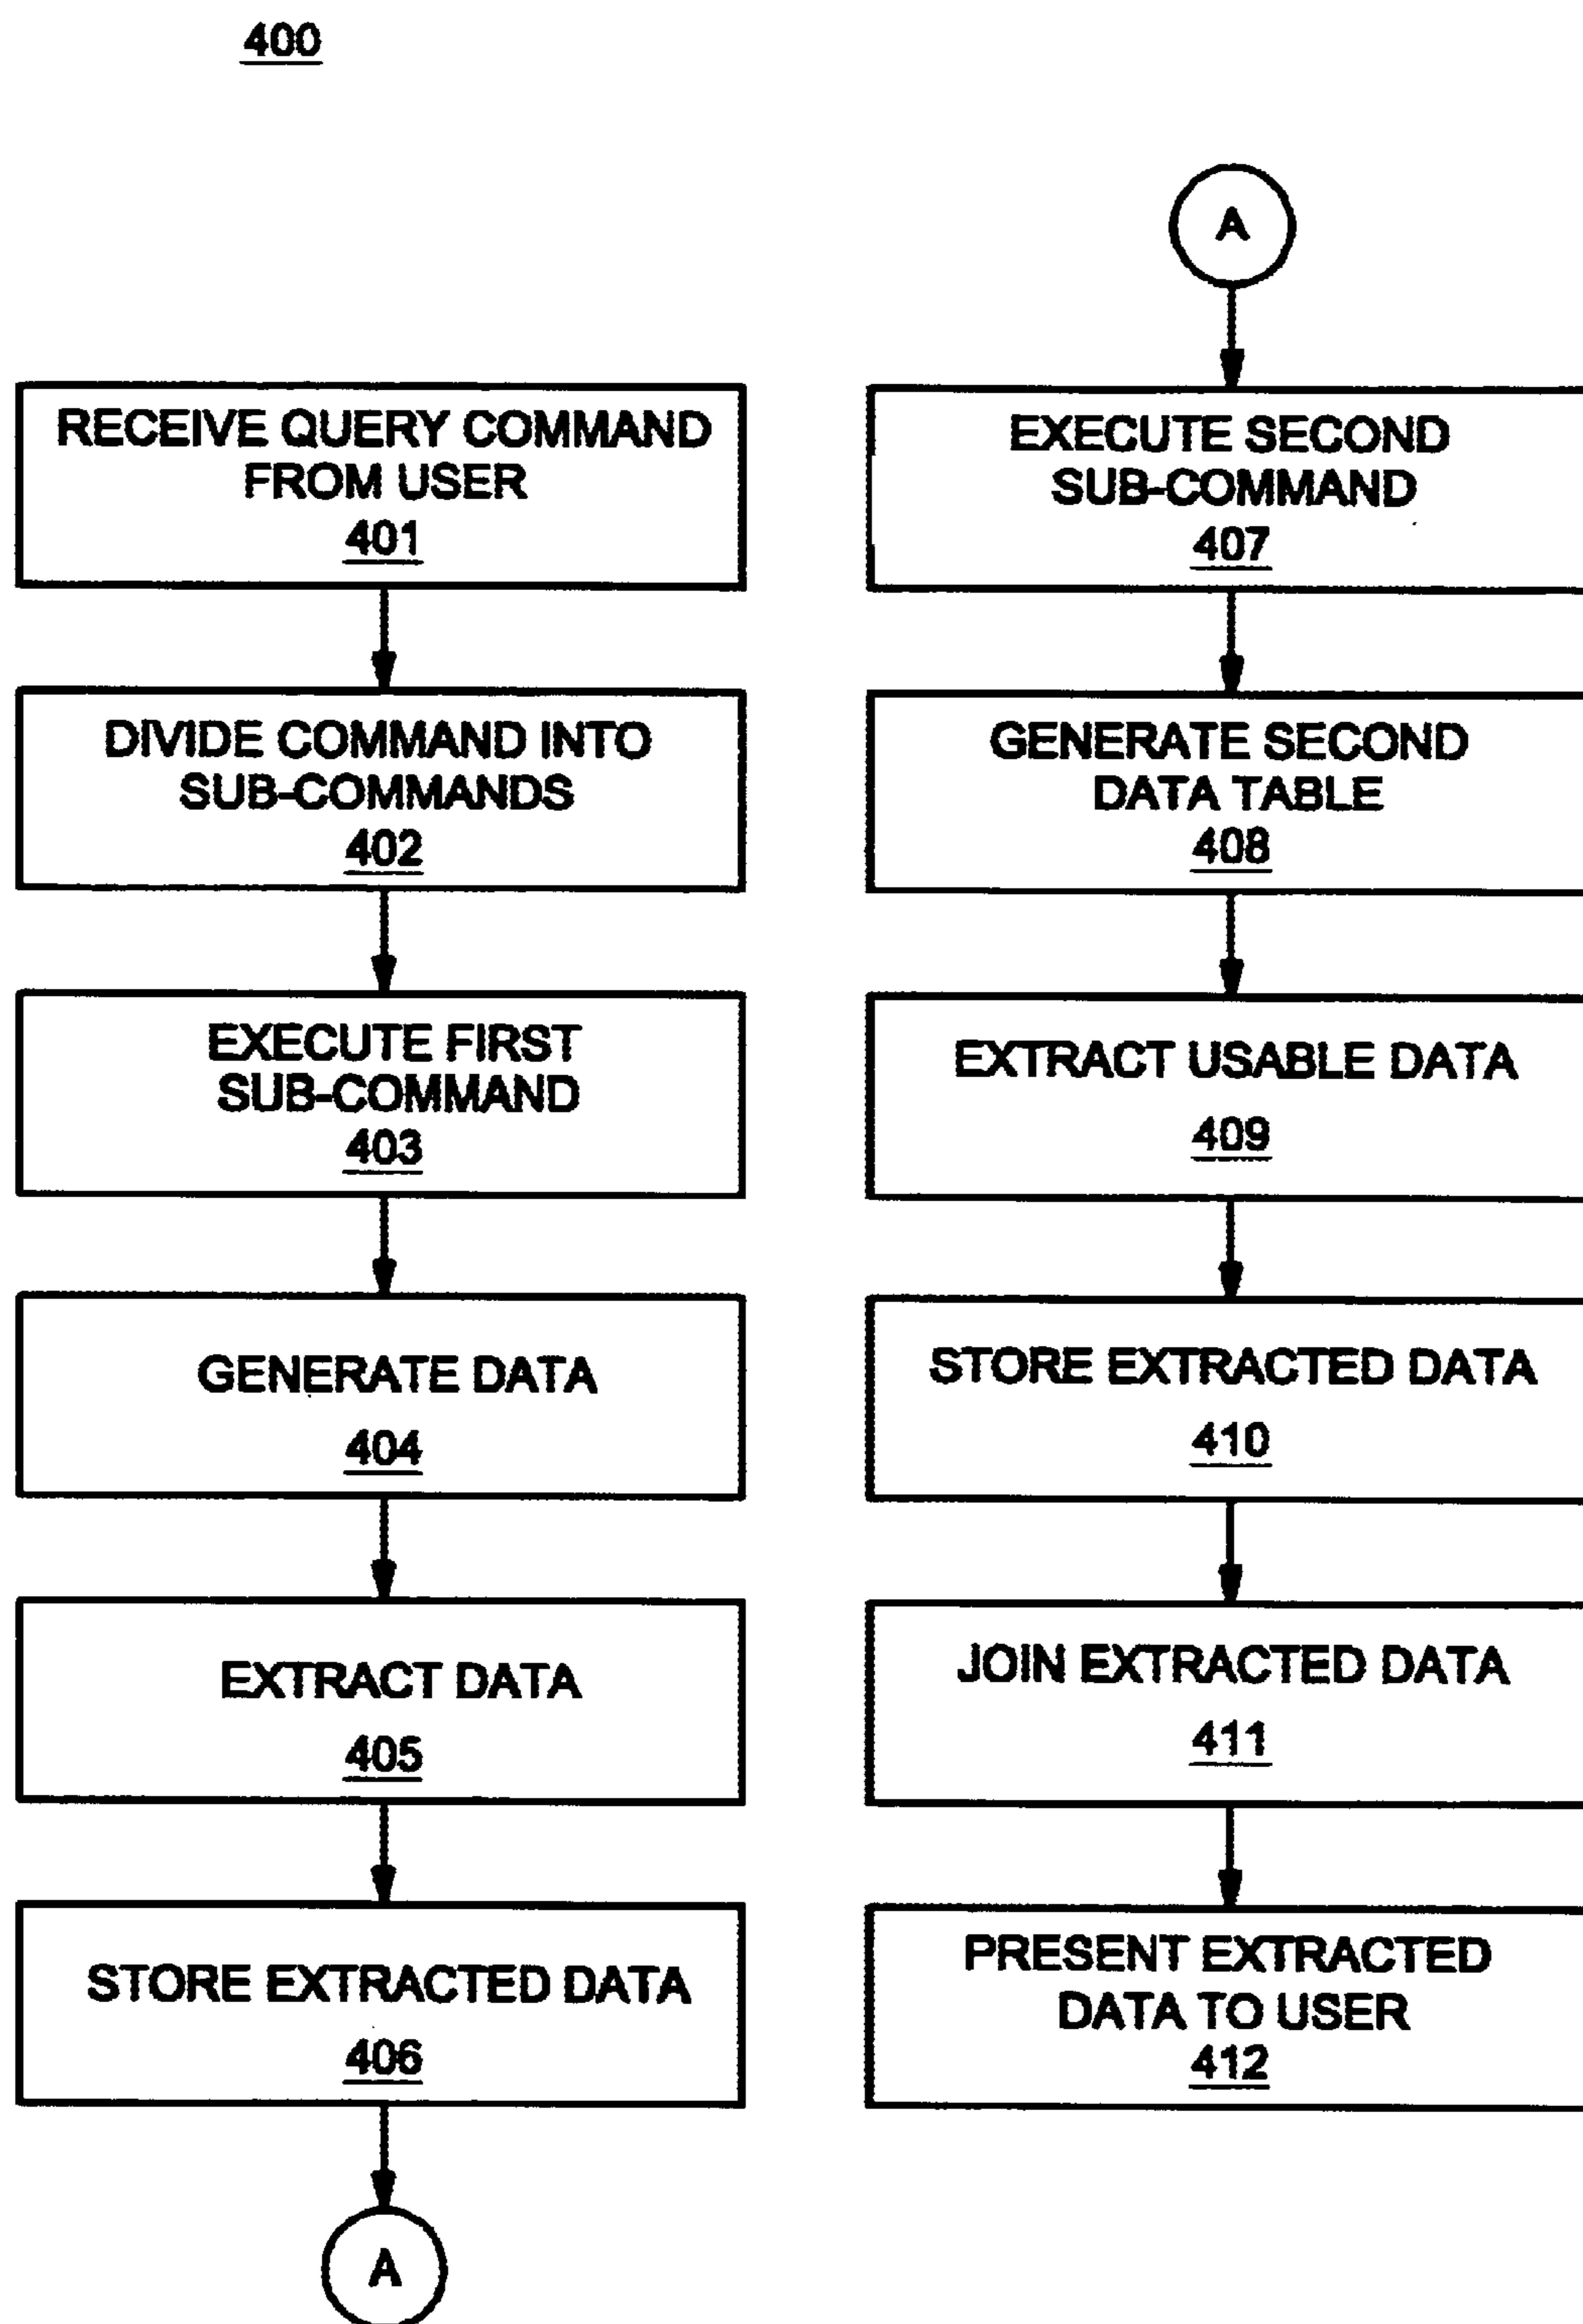 400
RECEIVE QUERY COMMAND
FROM USER
401
DIVIDE COMMAND INTO
SUB-COMMANDS
402
EXECUTE FIRST
SUB-COMMAND
403
GENERATE DATA
404
EXTRACT DATA
405
STORE EXTRACTED DATA
406
A
A
EXECUTE SECOND
SUB-COMMAND
407
GENERATE SECOND
DATA TABLE
408
EXTRACT USABLE DATA
409
STORE EXTRACTED DATA
410
JOIN EXTRACTED DATA
411
PRESENT EXTRACTED
DATA TO USER
412